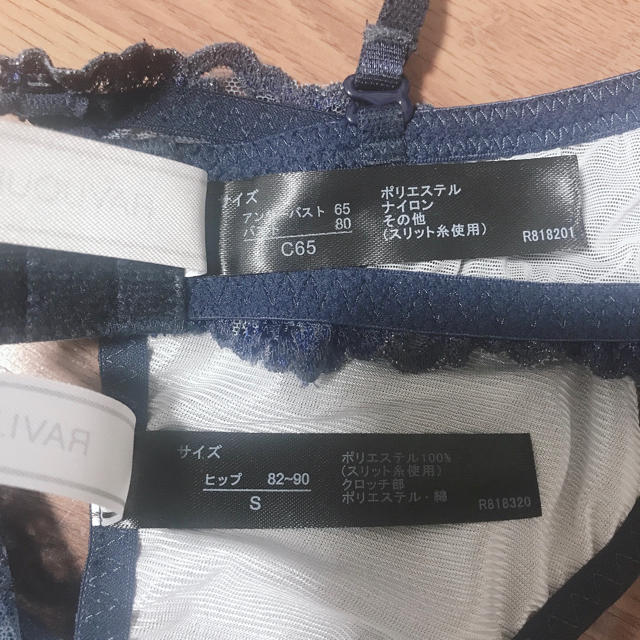 サイズ
アンダーバスト 65
バスト 80
C65
ポリエステル
ナイロン
その他
(スリット糸使用)
R818201
サイズ
ヒップ 82~90
S
ポリエステル100%
(スリット糸使用)
クロッチ部
ポリエステル・綿
R818320